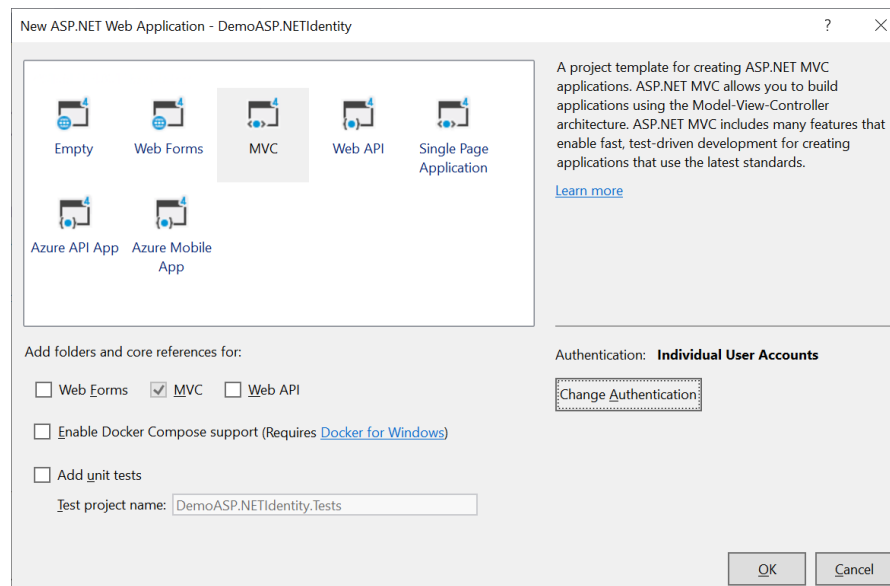 New ASP.NET Web Application - DemoASP.NETIdentity
?
Empty
Web Forms
MVC
Web API
Single Page
Application
Azure API App
Azure Mobile
App
A project template for creating ASP.NET MVC
applications. ASP.NET MVC allows you to build
applications using the Model-View-Controller
architecture. ASP.NET MVC includes many features that
enable fast, test-driven development for creating
applications that use the latest standards.
Learn more
Add folders and core references for:
Web Forms
MVC
Web API
Enable Docker Compose support (Requires Docker for Windows)
Add unit tests
Test project name: DemoASP.NETIdentity.Tests
Authentication: Individual User Accounts
Change Authentication
OK
Cancel